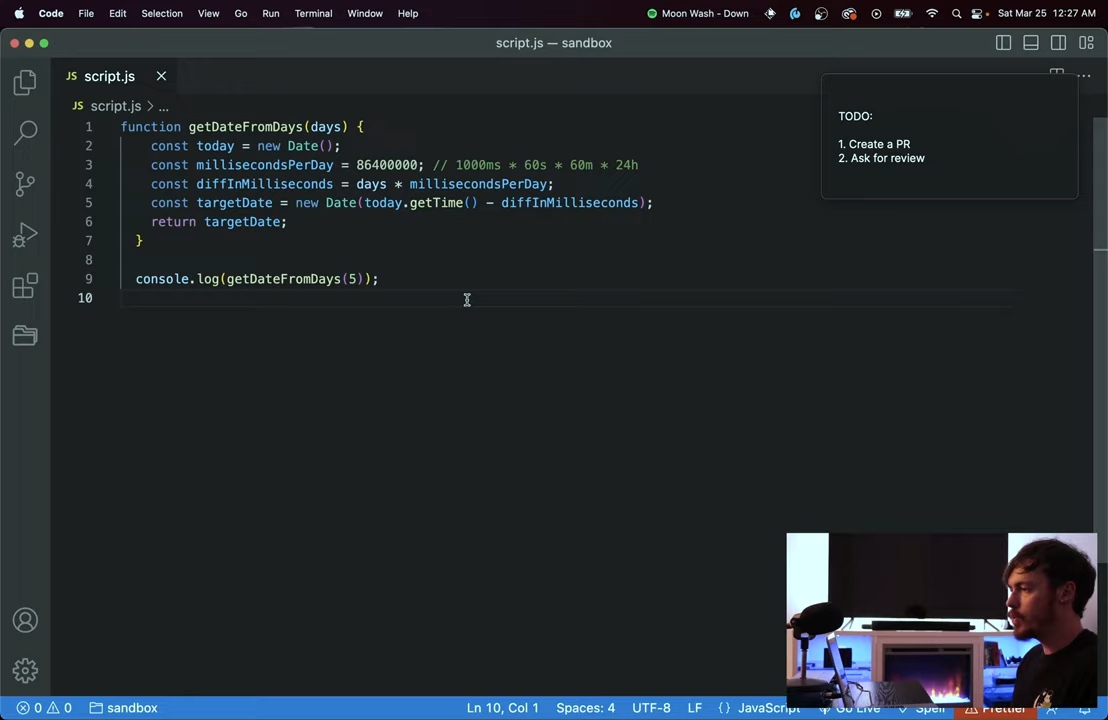 Code File Edit Selection View Go Run Terminal Window Help Moon Wash - Down Sat Mar 25 12:27 AM
script.js — sandbox
JS script.js
JS script.js > ...
1 function getDateFromDays(days) {
2 const today = new Date();
3 const millisecondsPerDay = 86400000; // 1000ms * 60s * 60m * 24h
4 const diffInMilliseconds = days * millisecondsPerDay;
5 const targetDate = new Date(today.getTime() - diffInMilliseconds);
6 return targetDate;
7 }
8
9 console.log(getDateFromDays(5));
10
TODO:
1. Create a PR
2. Ask for review
0 0 sandbox Ln 10, Col 1 Spaces: 4 UTF-8 LF {} JavaScript Go Live Spell Prettier